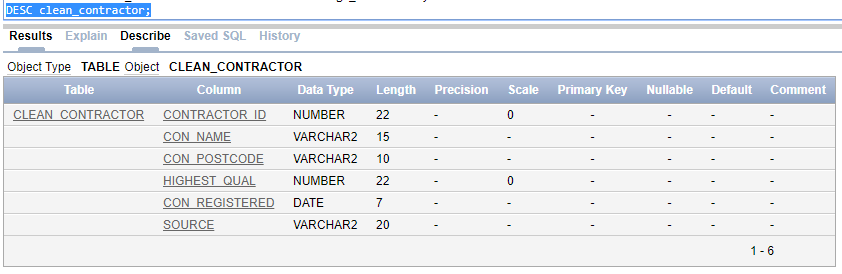 DESC clean_contractor;
Results Explain Describe Saved SQL History
Object Type TABLE Object CLEAN_CONTRACTOR
Table Column Data Type Length Precision Scale Primary Key Nullable Default Comment
CLEAN_CONTRACTOR CONTRACTOR_ID NUMBER 22 - 0 - - - -
CON_NAME VARCHAR2 15 - - - - - -
CON_POSTCODE VARCHAR2 10 - - - - - -
HIGHEST_QUAL NUMBER 22 - 0 - - - -
CON_REGISTERED DATE 7 - - - - - -
SOURCE VARCHAR2 20 - - - - - -
1 - 6